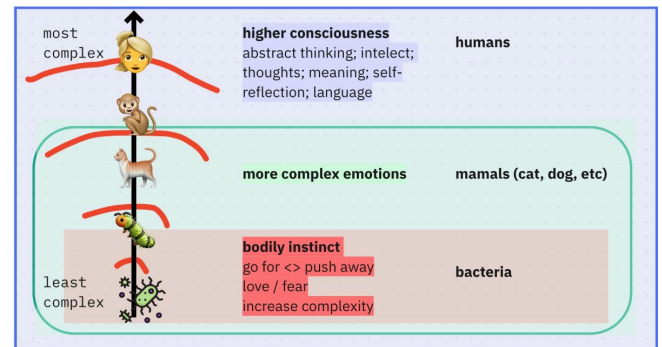 most
complex
higher consciousness
abstract thinking; intelect;
thoughts; meaning; self-
reflection; language
humans
more complex emotions
mamals (cat, dog, etc)
bodily instinct
go for <> push away
love / fear
increase complexity
bacteria
least
complex